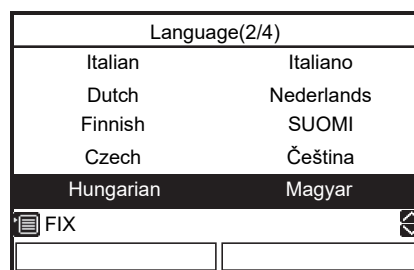 Language(2/4)
Italian Italiano
Dutch Nederlands
Finnish SUOMI
Czech Čeština
Hungarian Magyar
FIX